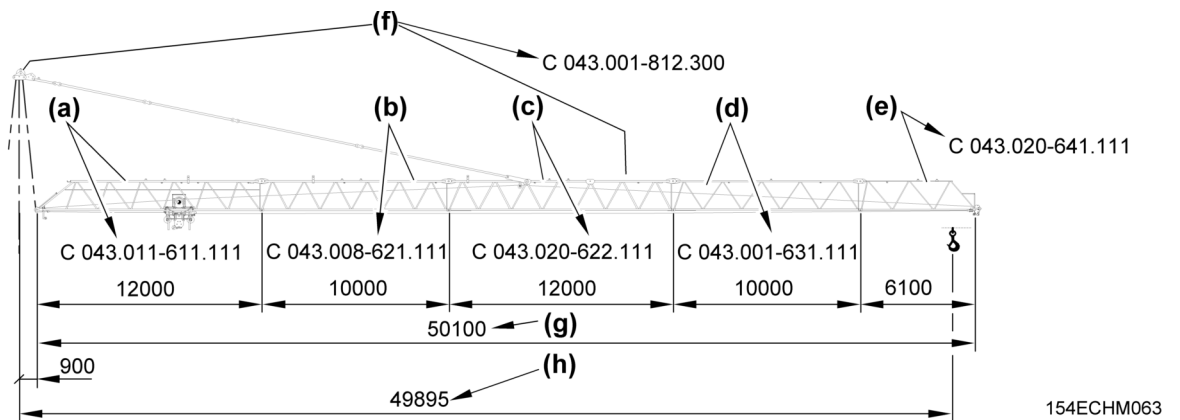 (f)
C 043.001-812.300
(a)
(b)
(c)
(d)
(e)
C 043.020-641.111
C 043.011-611.111
C 043.008-621.111
C 043.020-622.111
C 043.001-631.111
12000
10000
12000
10000
6100
50100
(g)
900
49895
(h)
154ECHM063